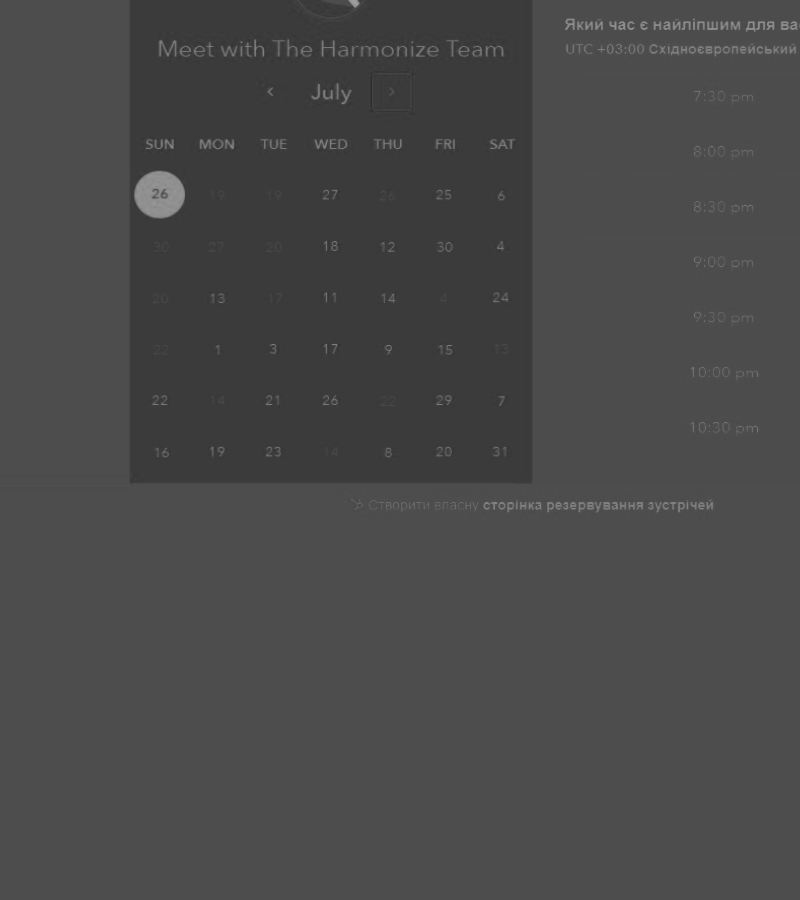 Meet with The Harmonize Team
July
SUN MON TUE WED THU FRI SAT
26 19 19 27 26 25 6
30 27 20 18 12 30 4
20 13 17 11 14 4 24
22 1 3 17 9 15 13
22 14 21 26 22 29 7
16 19 23 14 8 20 31
Який час є найліпшим для ва
UTC +03:00 Східноєвропейський
7:30 pm
8:00 pm
8:30 pm
9:00 pm
9:30 pm
10:00 pm
10:30 pm
Створити власну сторінка резервування зустрічей